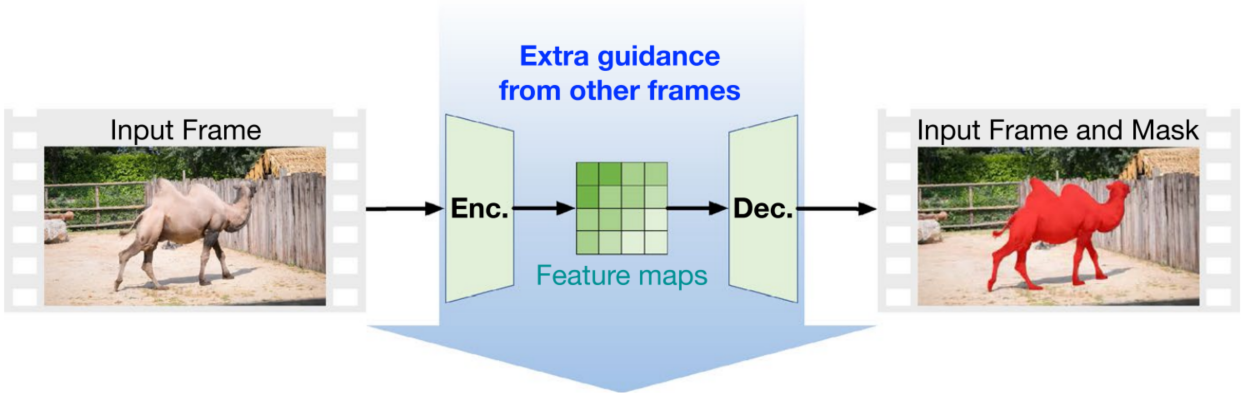 Extra guidance
from other frames
Input Frame
Input Frame and Mask
Enc.
Dec.
Feature maps